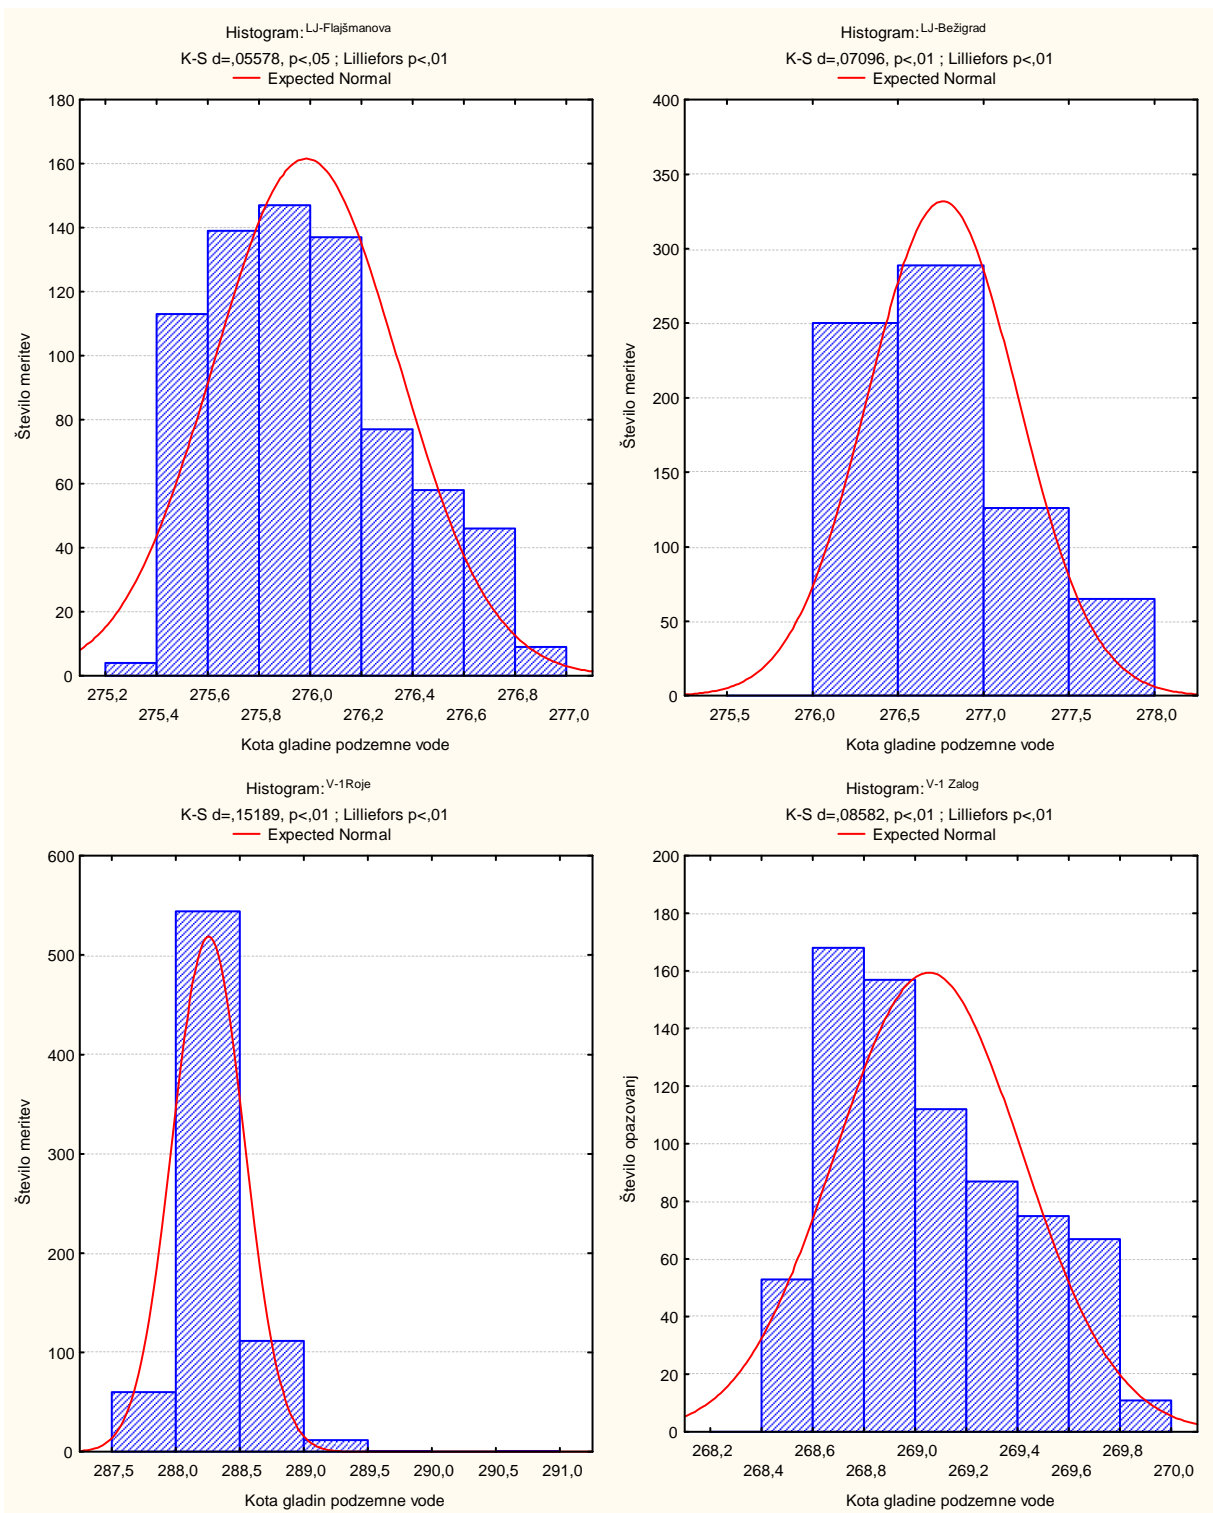 Histogram: LJ-Flajšmanova
K-S d=,05578, p<,05 ; Lilliefors p<,01
Expected Normal
180
160
140
120
100
80
60
40
20
0
Število meritev
275,2 275,6 276,0 276,4 276,8
275,4 275,8 276,2 276,6 277,0
Kota gladine podzemne vode
Histogram: LJ-Bežigrad
K-S d=,07096, p<,01 ; Lilliefors p<,01
Expected Normal
400
350
300
250
200
150
100
50
0
Število meritev
275,5 276,0 276,5 277,0 277,5 278,0
Kota gladine podzemne vode
Histogram: V-1Roje
K-S d=,15189, p<,01 ; Lilliefors p<,01
Expected Normal
600
500
400
300
200
100
0
Število meritev
287,5 288,0 288,5 289,0 289,5 290,0 290,5 291,0
Kota gladin podzemne vode
Histogram: V-1 Zalog
K-S d=,08582, p<,01 ; Lilliefors p<,01
Expected Normal
200
180
160
140
120
100
80
60
40
20
0
Število opazovanj
268,2 268,6 269,0 269,4 269,8
268,4 268,8 269,2 269,6 270,0
Kota gladine podzemne vode